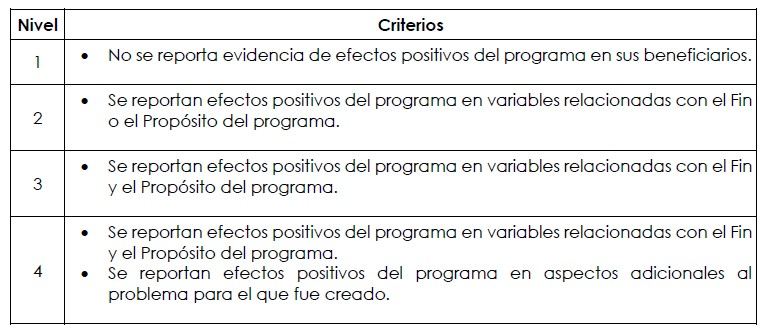 Nivel Criterios
1 • No se reporta evidencia de efectos positivos del programa en sus beneficiarios.
2 • Se reportan efectos positivos del programa en variables relacionadas con el Fin
o el Propósito del programa.
3 • Se reportan efectos positivos del programa en variables relacionadas con el Fin
y el Propósito del programa.
4 • Se reportan efectos positivos del programa en variables relacionadas con el Fin
y el Propósito del programa.
• Se reportan efectos positivos del programa en aspectos adicionales al
problema para el que fue creado.